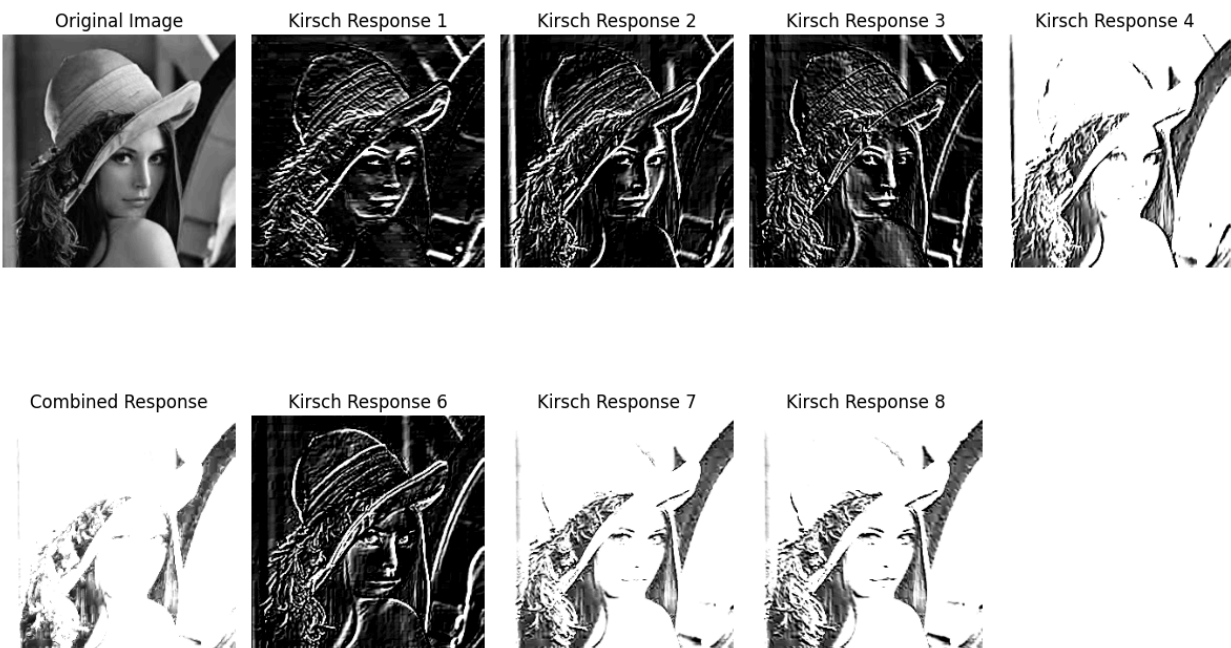 Original Image
Kirsch Response 1
Kirsch Response 2
Kirsch Response 3
Kirsch Response 4
Combined Response
Kirsch Response 6
Kirsch Response 7
Kirsch Response 8